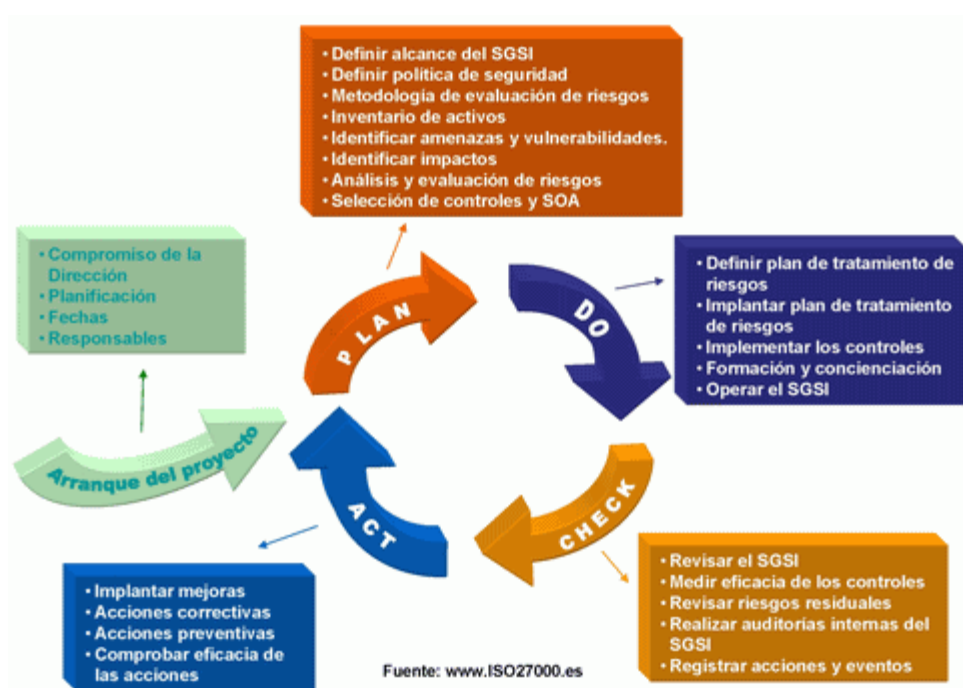 • Definir alcance del SGSI
• Definir política de seguridad
• Metodología de evaluación de riesgos
• Inventario de activos
• Identificar amenazas y vulnerabilidades.
• Identificar impactos
• Análisis y evaluación de riesgos
• Selección de controles y SOA
• Compromiso de la
Dirección
• Planificación
• Fechas
• Responsables
Arranque del proyecto
PLAN
DO
• Definir plan de tratamiento de
riesgos
• Implantar plan de tratamiento
de riesgos
• Implementar los controles
• Formación y concienciación
• Operar el SGSI
CHECK
• Revisar el SGSI
• Medir eficacia de los controles
• Revisar riesgos residuales
• Realizar auditorías internas del
SGSI
• Registrar acciones y eventos
ACT
• Implantar mejoras
• Acciones correctivas
• Acciones preventivas
• Comprobar eficacia de
las acciones
Fuente: www.ISO27000.es